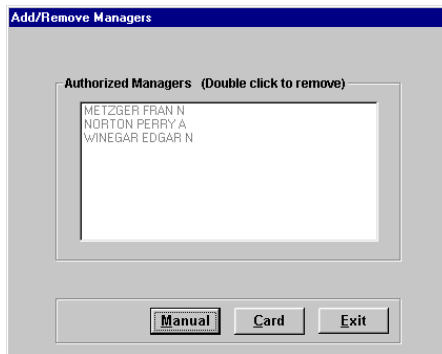 Add/Remove Managers
Authorized Managers (Double click to remove)
METZGER FRAN N
NORTON PERRY A
WINEGAR EDGAR N
Manual Card Exit